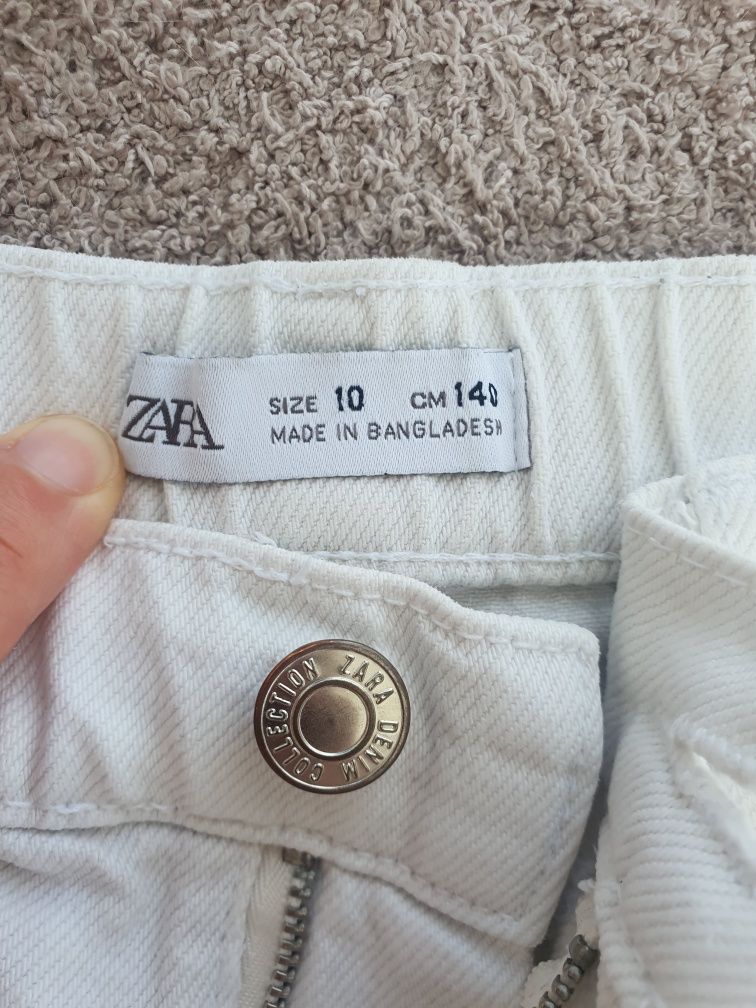 ZARA
SIZE 10 CM 140
MADE IN BANGLADESH
ZARA DENIM COLLECTION